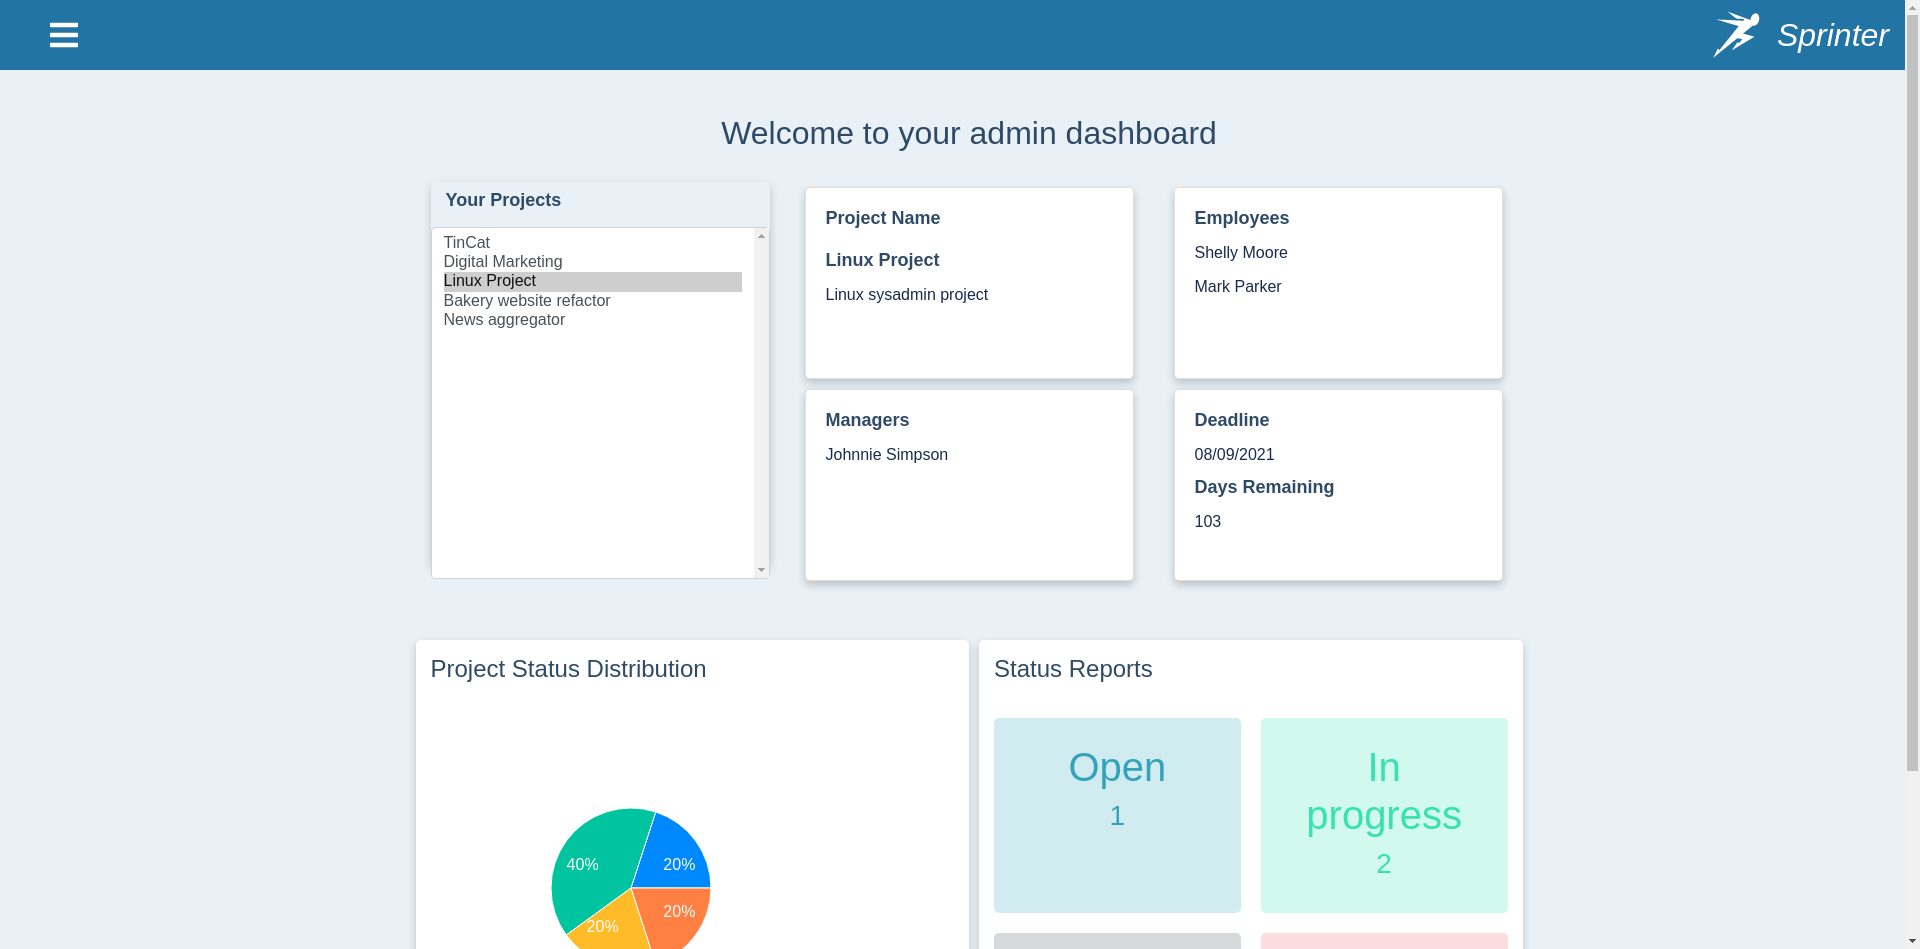 Sprinter
Welcome to your admin dashboard
Your Projects
TinCat
Digital Marketing
Linux Project
Bakery website refactor
News aggregator
Project Name
Linux Project
Linux sysadmin project
Employees
Shelly Moore
Mark Parker
Managers
Johnnie Simpson
Deadline
08/09/2021
Days Remaining
103
Project Status Distribution
40%
20%
20%
20%
Status Reports
Open
1
In
progress
2